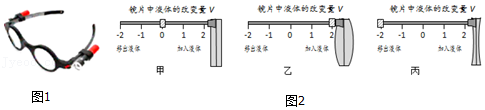 镜片中液体的改变量 V
-2 -1 0 1 2
移出液体 加入液体
甲
镜片中液体的改变量 V
-2 -1 0 1 2
移出液体 加入液体
乙
镜片中液体的改变量 V
-2 -1 0 1 2
移出液体 加入液体
丙
图1
图2